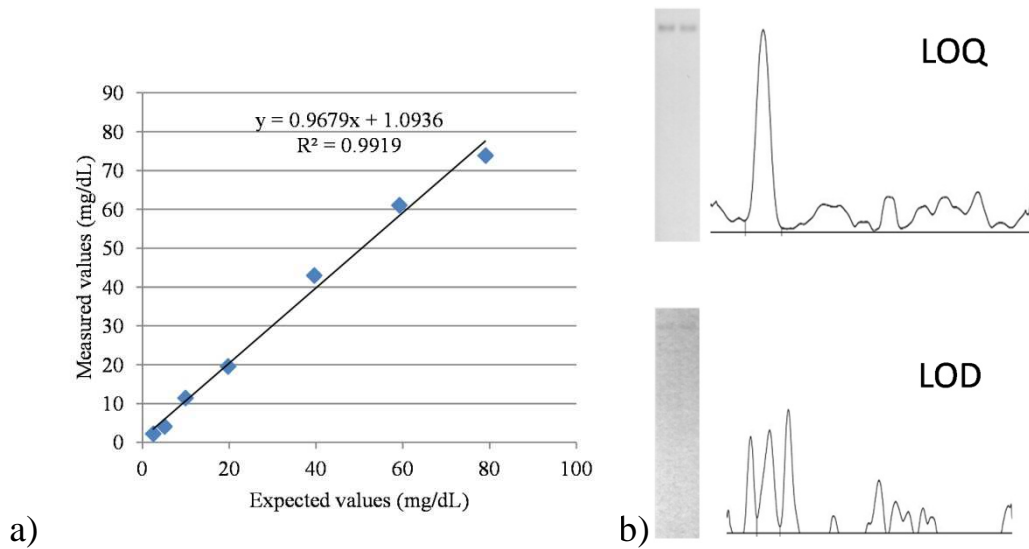 90
80
70
60
50
40
30
20
10
0
Measured values (mg/dL)
y = 0.9679x + 1.0936
R² = 0.9919
0 20 40 60 80 100
Expected values (mg/dL)
a)
LOQ
LOD
b)